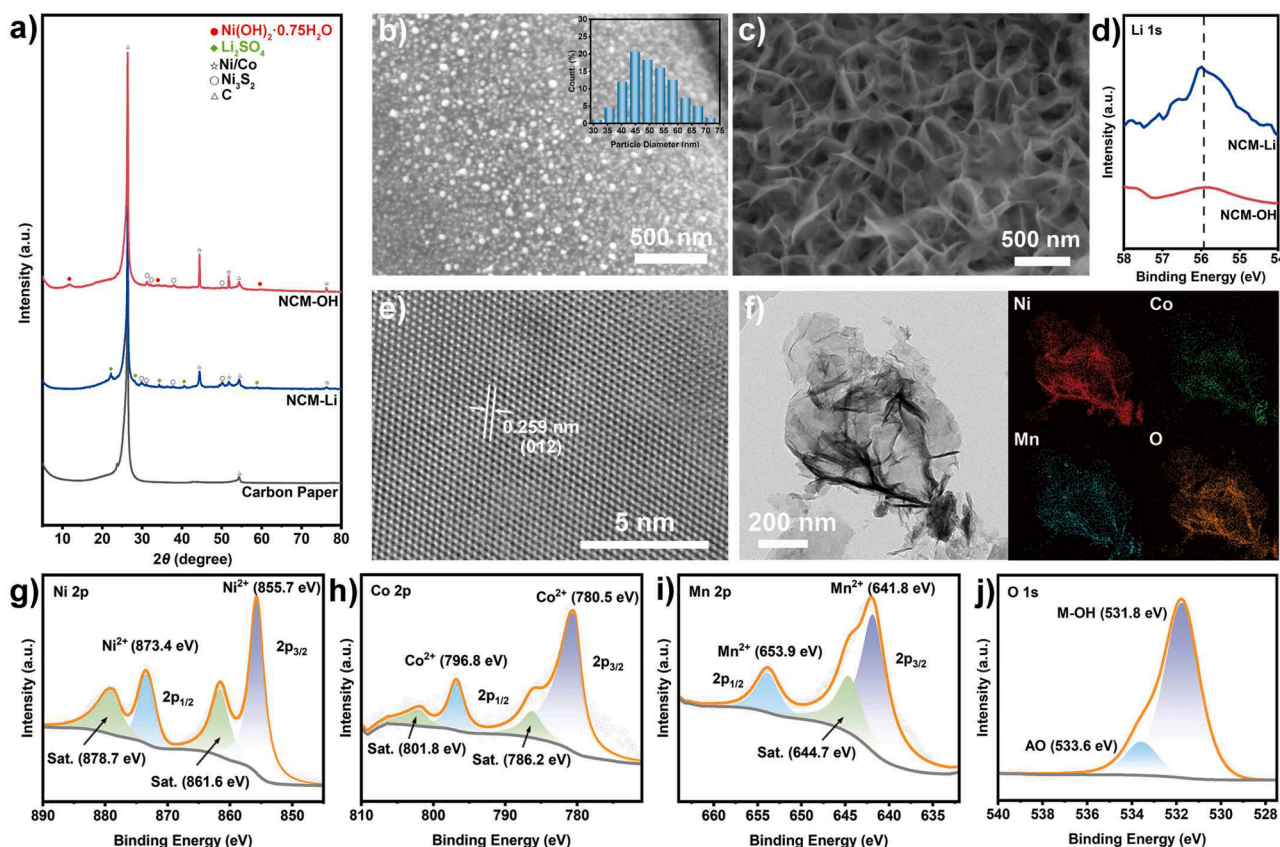 a)
Ni(OH)₂·0.75H₂O
Li₂SO₄
Ni/Co
Ni₃S₂
C
NCM-OH
NCM-Li
Carbon Paper
Intensity (a.u.)
10 20 30 40 50 60 70 80
2θ (degree)
b)
Count. (%)
30
25
20
15
10
5
0
30 35 40 45 50 55 60 65 70 75
Particle Diameter (nm)
500 nm
c)
500 nm
d)
Li 1s
NCM-Li
NCM-OH
Intensity (a.u.)
58 57 56 55 54
Binding Energy (eV)
e)
0.259 nm
(012)
5 nm
f)
200 nm
Ni
Co
Mn
O
g)
Ni 2p
Ni²⁺ (855.7 eV)
Ni²⁺ (873.4 eV)
2p₃/₂
2p₁/₂
Sat. (878.7 eV)
Sat. (861.6 eV)
Intensity (a.u.)
890 880 870 860 850
Binding Energy (eV)
h)
Co 2p
Co²⁺ (780.5 eV)
Co²⁺ (796.8 eV)
2p₃/₂
2p₁/₂
Sat. (801.8 eV)
Sat. (786.2 eV)
Intensity (a.u.)
810 800 790 780 770
Binding Energy (eV)
i)
Mn 2p
Mn²⁺ (641.8 eV)
Mn²⁺ (653.9 eV)
2p₃/₂
2p₁/₂
Sat. (644.7 eV)
Intensity (a.u.)
660 655 650 645 640 635
Binding Energy (eV)
j)
O 1s
M-OH (531.8 eV)
AO (533.6 eV)
Intensity (a.u.)
540 538 536 534 532 530 528
Binding Energy (eV)